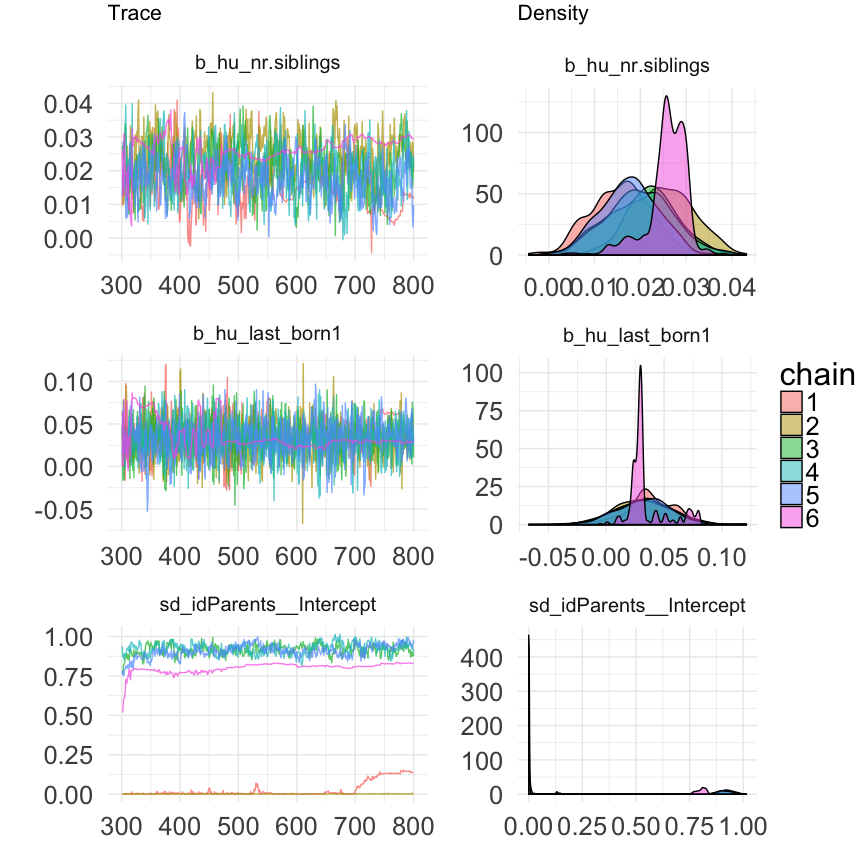 Trace
Density
b_hu_nr.siblings
b_hu_nr.siblings
0.04
0.03
0.02
0.01
0.00
300 400 500 600 700 800
100
50
0
0.00 0.01 0.02 0.03 0.04
b_hu_last_born1
b_hu_last_born1
0.10
0.05
0.00
-0.05
300 400 500 600 700 800
100
75
50
25
0
-0.05 0.00 0.05 0.10
chain
1
2
3
4
5
6
sd_idParents__Intercept
sd_idParents__Intercept
1.00
0.75
0.50
0.25
0.00
300 400 500 600 700 800
400
300
200
100
0
0.00 0.25 0.50 0.75 1.00